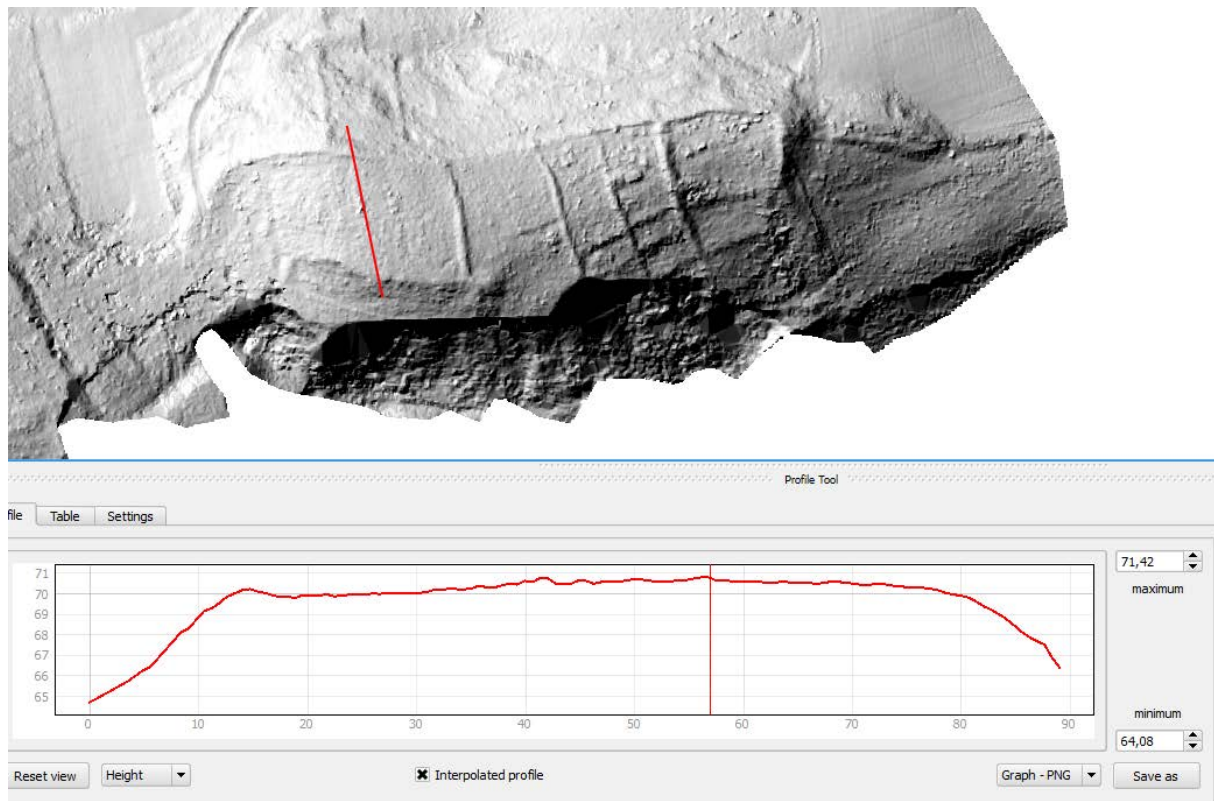 Profile Tool
file Table Settings
71
70
69
68
67
66
65
0 10 20 30 40 50 60 70 80 90
71,42
maximum
minimum
64,08
Reset view Height Interpolated profile Graph - PNG Save as